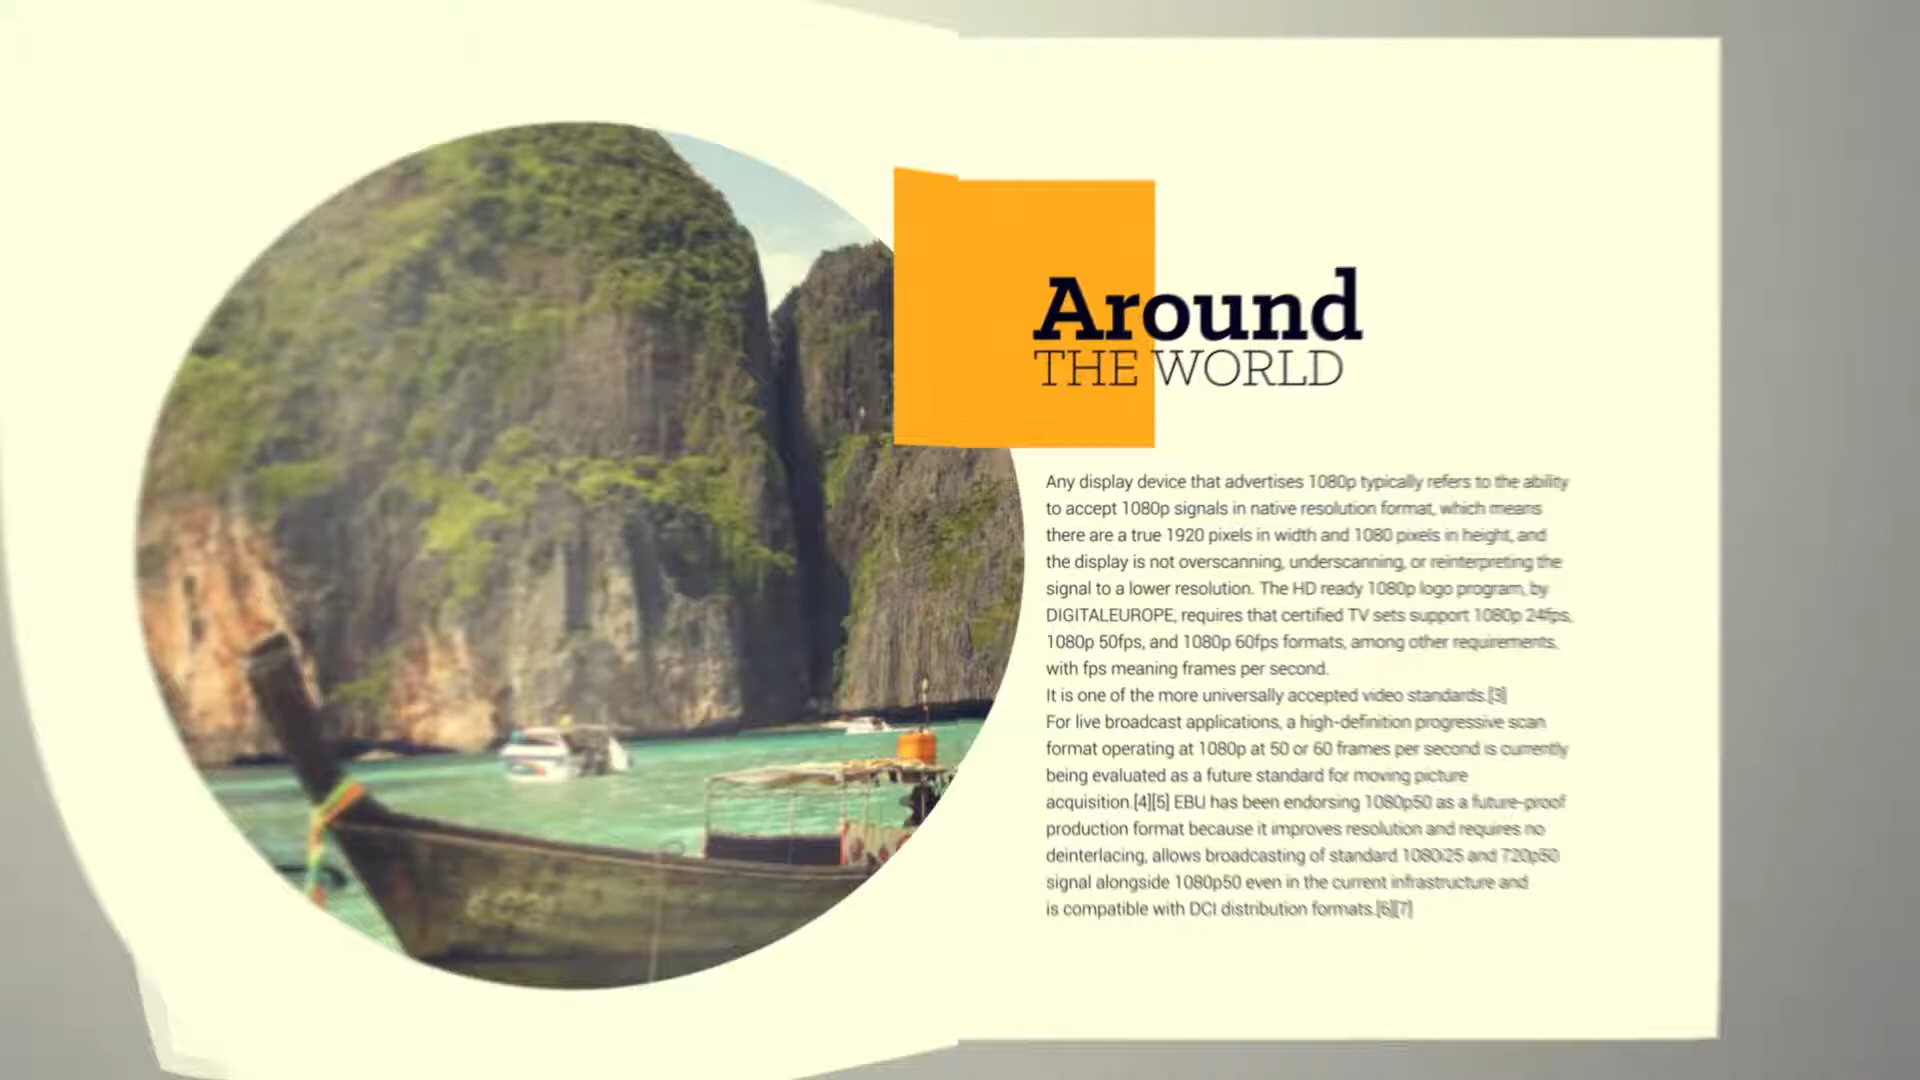 Around
THE WORLD
Any display device that advertises 1080p typically refers to the ability
to accept 1080p signals in native resolution format, which means
there are a true 1920 pixels in width and 1080 pixels in height, and
the display is not overscanning, underscanning, or reinterpreting the
signal to a lower resolution. The HD ready 1080p logo program, by
DIGITALEUROPE, requires that certified TV sets support 1080p 24fps,
1080p 50fps, and 1080p 60fps formats, among other requirements,
with fps meaning frames per second.
It is one of the more universally accepted video standards.[3]
For live broadcast applications, a high-definition progressive scan
format operating at 1080p at 50 or 60 frames per second is currently
being evaluated as a future standard for moving picture
acquisition.[4][5] EBU has been endorsing 1080p50 as a future-proof
production format because it improves resolution and requires no
deinterlacing, allows broadcasting of standard 1080i25 and 720p50
signal alongside 1080p50 even in the current infrastructure and
is compatible with DCI distribution formats.[6][7]